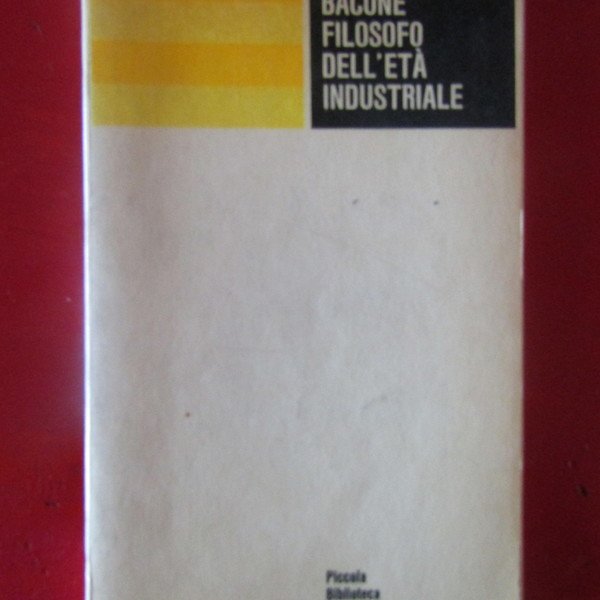 BACONE
FILOSOFO
DELL'ETÀ
INDUSTRIALE
Piccola
Biblioteca